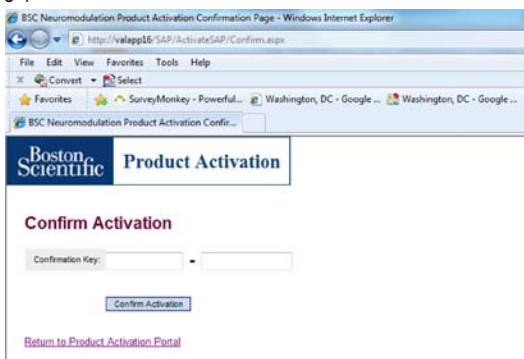 BSC Neuromodulation Product Activation Confirmation Page - Windows Internet Explorer
http://valapp16/SAP/ActivateSAP/Confirm.aspx
File Edit View Favorites Tools Help
x Convert Select
Favorites SurveyMonkey - Powerful... Washington, DC - Google ... Washington, DC - Google ...
BSC Neuromodulation Product Activation Confir...
Boston
Scientific
Product Activation
Confirm Activation
Confirmation Key: -
Confirm Activation
Return to Product Activation Portal